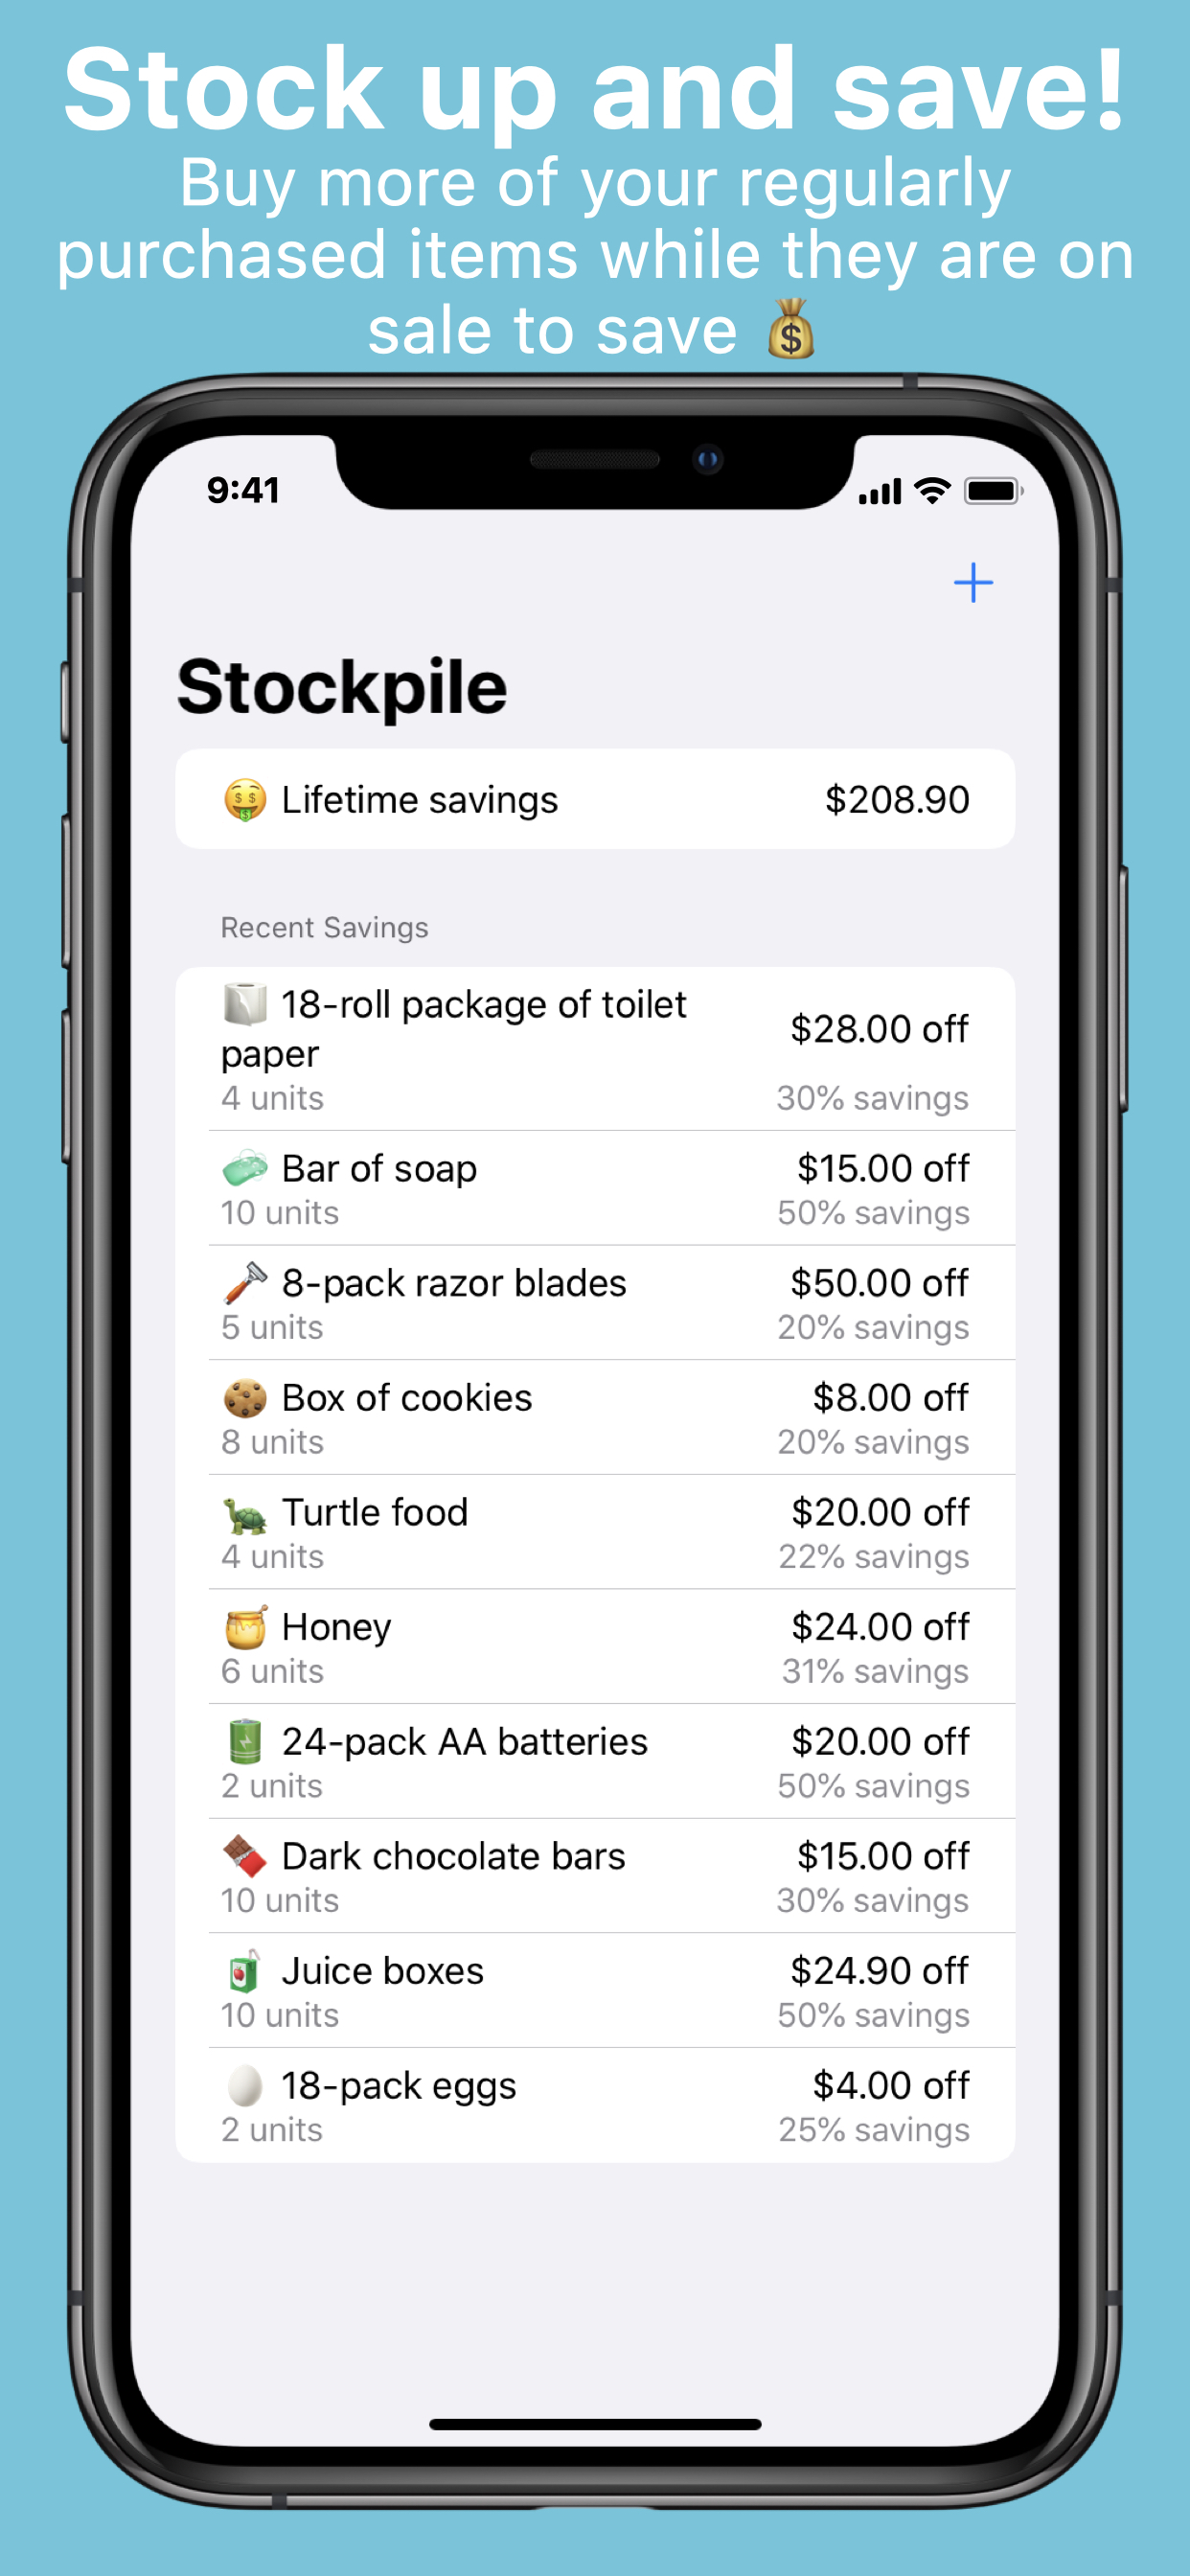 Stock up and save!
Buy more of your regularly
purchased items while they are on
sale to save 💰
9:41
Stockpile
🤑 Lifetime savings $208.90
Recent Savings
🧻 18-roll package of toilet
paper
$28.00 off
4 units 30% savings
🧼 Bar of soap $15.00 off
10 units 50% savings
🪒 8-pack razor blades $50.00 off
5 units 20% savings
🍪 Box of cookies $8.00 off
8 units 20% savings
🐢 Turtle food $20.00 off
4 units 22% savings
🍯 Honey $24.00 off
6 units 31% savings
🔋 24-pack AA batteries $20.00 off
2 units 50% savings
🍫 Dark chocolate bars $15.00 off
10 units 30% savings
🧃 Juice boxes $24.90 off
10 units 50% savings
🥚 18-pack eggs $4.00 off
2 units 25% savings